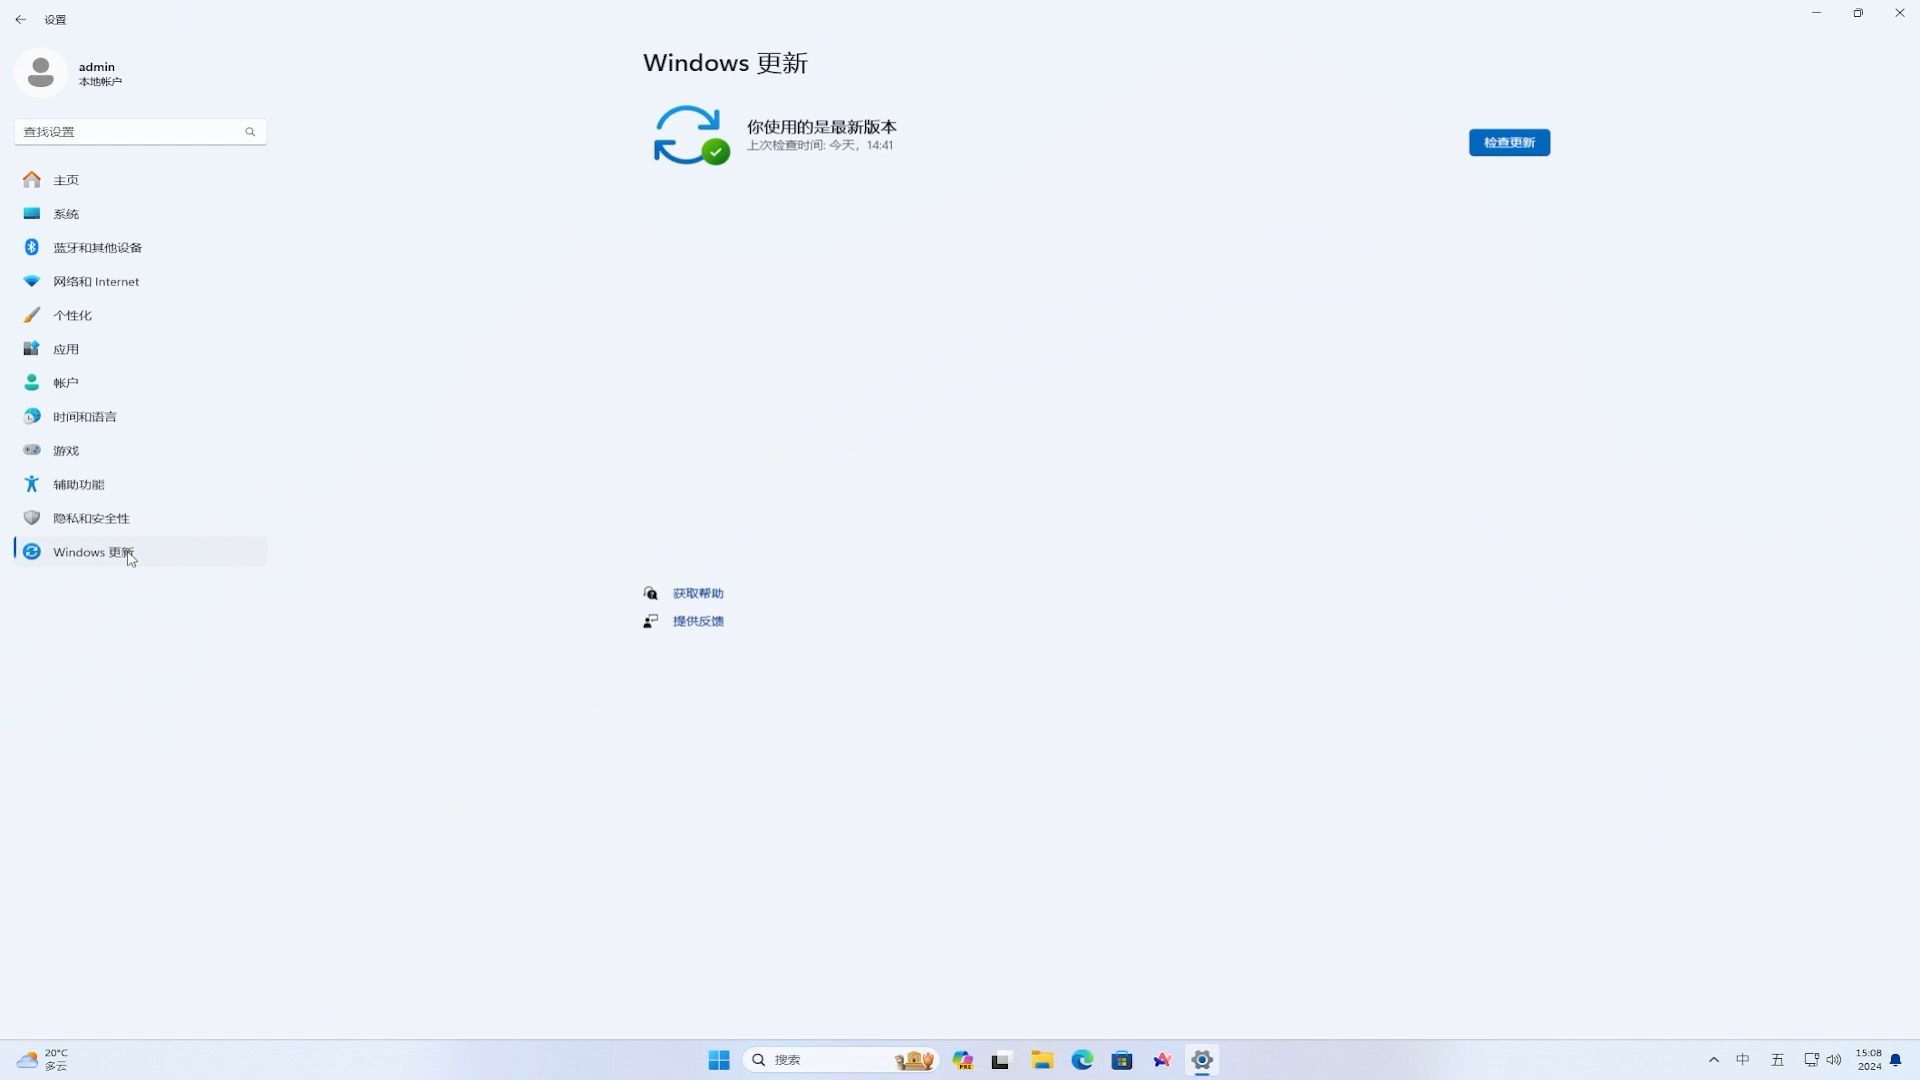 设置
admin
本地帐户
查找设置
主页
系统
蓝牙和其他设备
网络和 Internet
个性化
应用
帐户
时间和语言
游戏
辅助功能
隐私和安全性
Windows 更新
Windows 更新
你使用的是最新版本
上次检查时间: 今天，14:41
检查更新
获取帮助
提供反馈
20°C
多云
搜索
PRE
中
五
15:08
2024